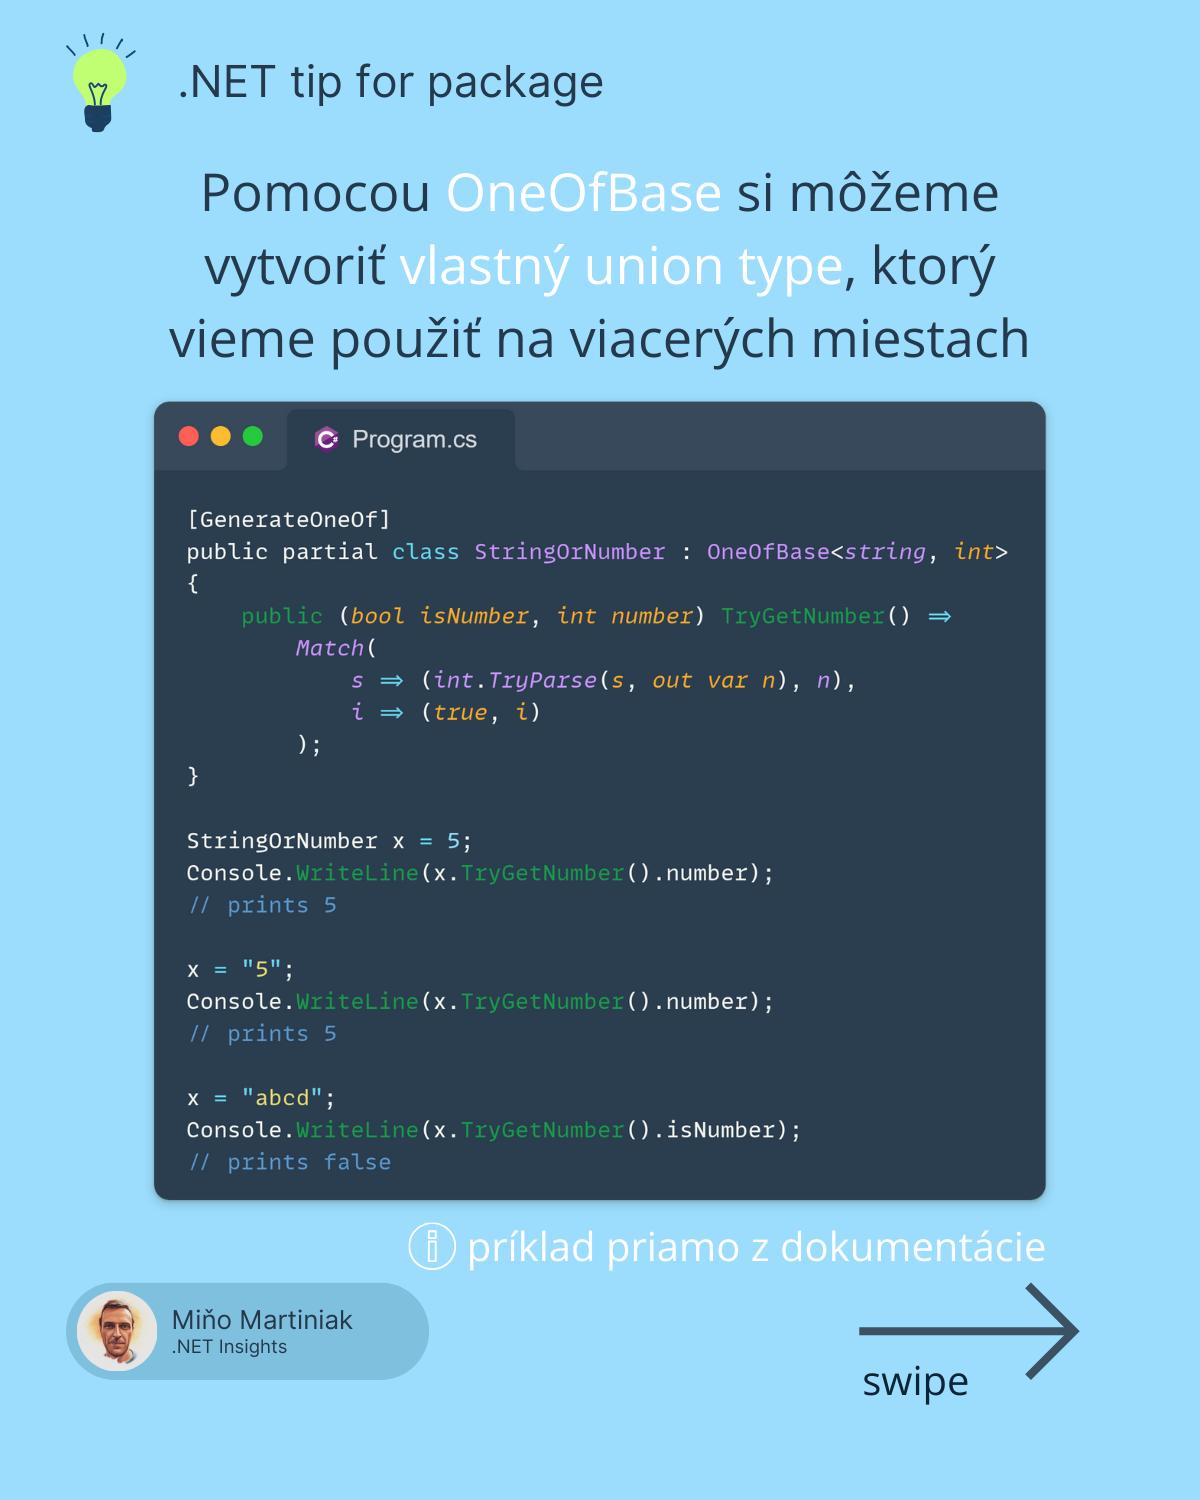 .NET tip for package
Pomocou OneOfBase si môžeme
vytvoriť vlastný union type, ktorý
vieme použiť na viacerých miestach
Program.cs
[GenerateOneOf]
public partial class StringOrNumber : OneOfBase<string, int>
{
    public (bool isNumber, int number) TryGetNumber() =>
        Match(
            s => (int.TryParse(s, out var n), n),
            i => (true, i)
        );
}
StringOrNumber x = 5;
Console.WriteLine(x.TryGetNumber().number);
// prints 5
x = "5";
Console.WriteLine(x.TryGetNumber().number);
// prints 5
x = "abcd";
Console.WriteLine(x.TryGetNumber().isNumber);
// prints false
príklad priamo z dokumentácie
Miňo Martiniak
.NET Insights
swipe